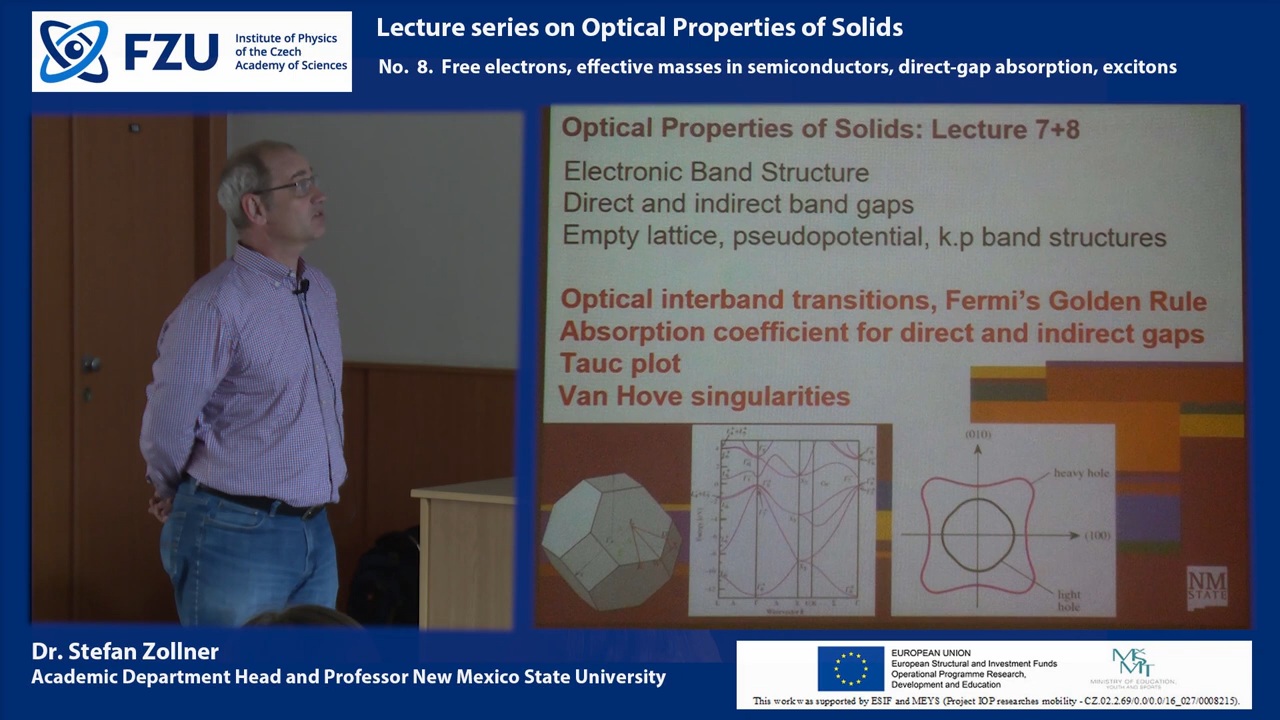 FZU
Institute of Physics
of the Czech
Academy of Sciences
Lecture series on Optical Properties of Solids
No. 8. Free electrons, effective masses in semiconductors, direct-gap absorption, excitons
Optical Properties of Solids: Lecture 7+8
Electronic Band Structure
Direct and indirect band gaps
Empty lattice, pseudopotential, k.p band structures
Optical interband transitions, Fermi's Golden Rule
Absorption coefficient for direct and indirect gaps
Tauc plot
Van Hove singularities
(010)
heavy hole
(100)
light
hole
NM
STATE
Dr. Stefan Zollner
Academic Department Head and Professor New Mexico State University
EUROPEAN UNION
European Structural and Investment Funds
Operational Programme Research,
Development and Education
MINISTRY OF EDUCATION,
YOUTH AND SPORTS
This work was supported by ESIF and MEYS (Project IOP researches mobility - CZ.02.2.69/0.0/0.0/16_027/0008215).